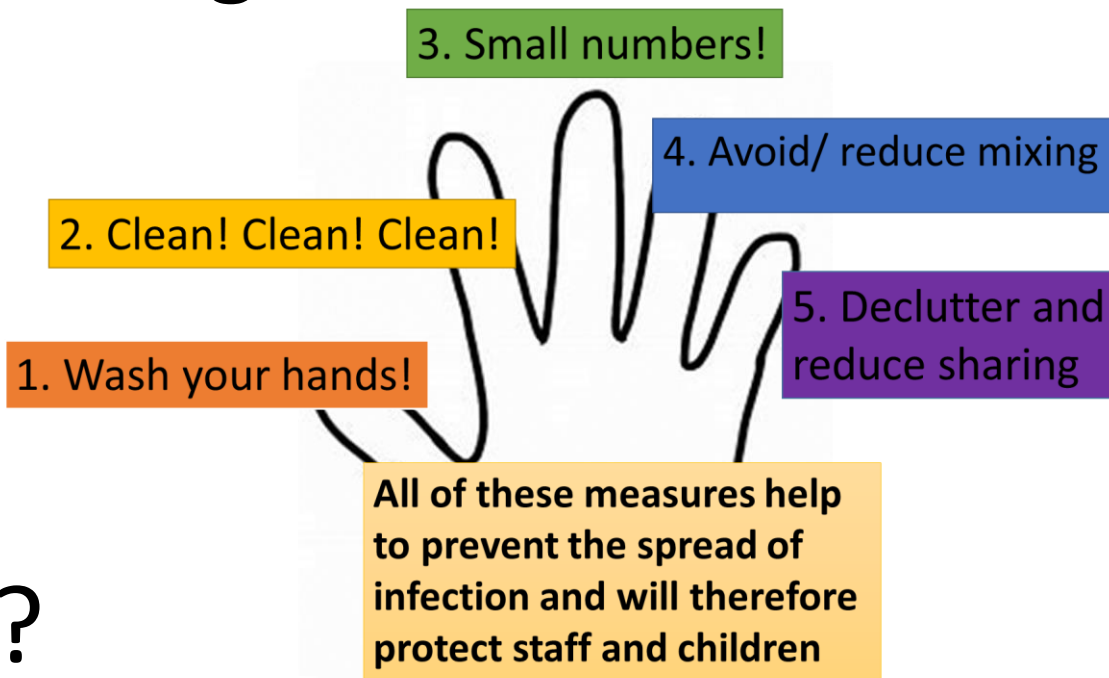 3. Small numbers!
4. Avoid/ reduce mixing
2. Clean! Clean! Clean!
5. Declutter and
reduce sharing
1. Wash your hands!
All of these measures help
to prevent the spread of
infection and will therefore
protect staff and children
?